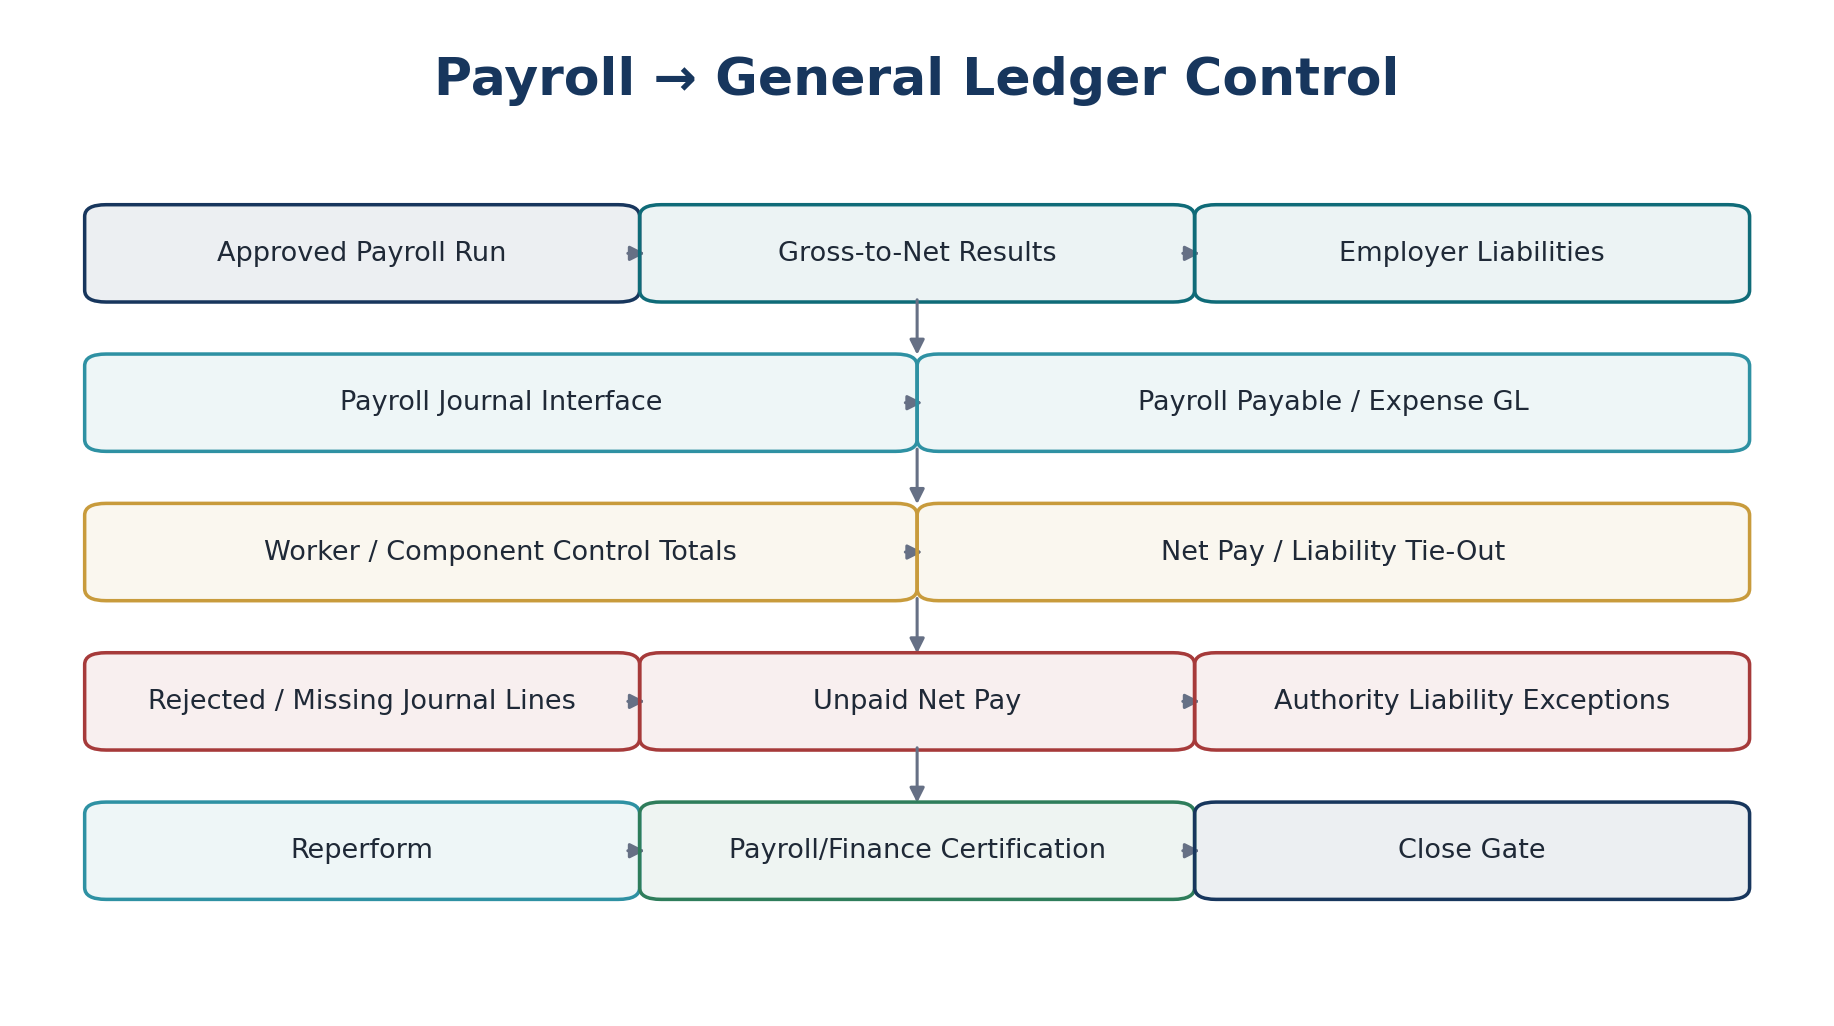 Payroll → General Ledger Control
Approved Payroll Run
Gross-to-Net Results
Employer Liabilities
Payroll Journal Interface
Payroll Payable / Expense GL
Worker / Component Control Totals
Net Pay / Liability Tie-Out
Rejected / Missing Journal Lines
Unpaid Net Pay
Authority Liability Exceptions
Reperform
Payroll/Finance Certification
Close Gate